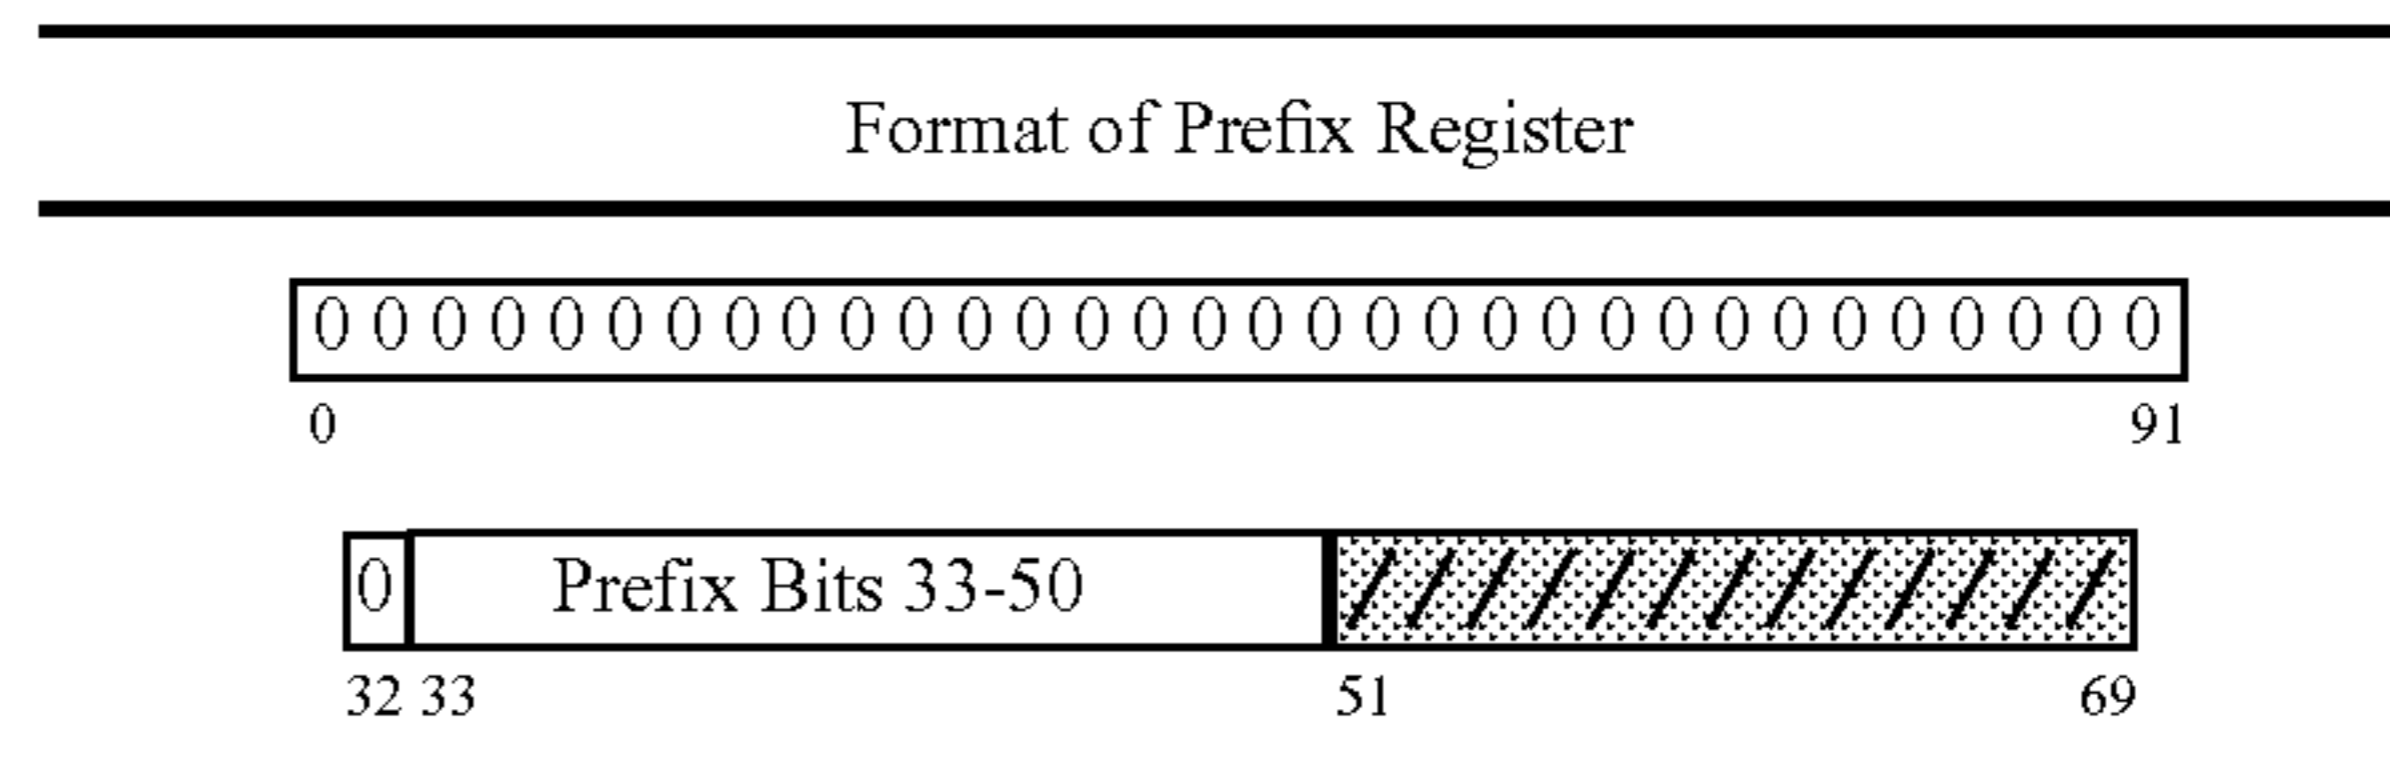 Format of Prefix Register
0 0 0 0 0 0 0 0 0 0 0 0 0 0 0 0 0 0 0 0 0 0 0 0 0 0 0 0 0 0 0 0
0 91
0 Prefix Bits 33-50
32 33 51 69